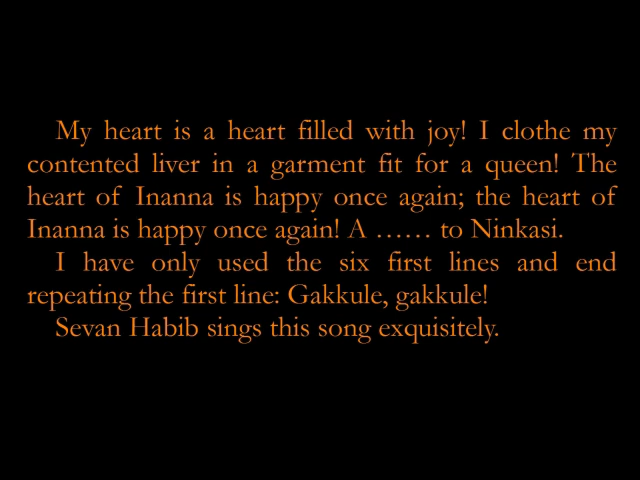 My heart is a heart filled with joy! I clothe my
contented liver in a garment fit for a queen! The
heart of Inanna is happy once again; the heart of
Inanna is happy once again! A …… to Ninkasi.
I have only used the six first lines and end
repeating the first line: Gakkule, gakkule!
Sevan Habib sings this song exquisitely.